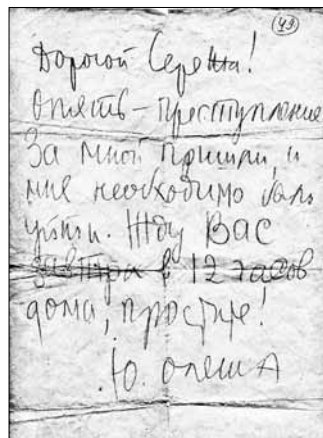 49
Дорогой Сережа!
Опять – преступление
За мной пришли, и
мне необходимо было
уйти. Жду Вас
завтра в 12 часов
дома, простите!
Ю. Олеша